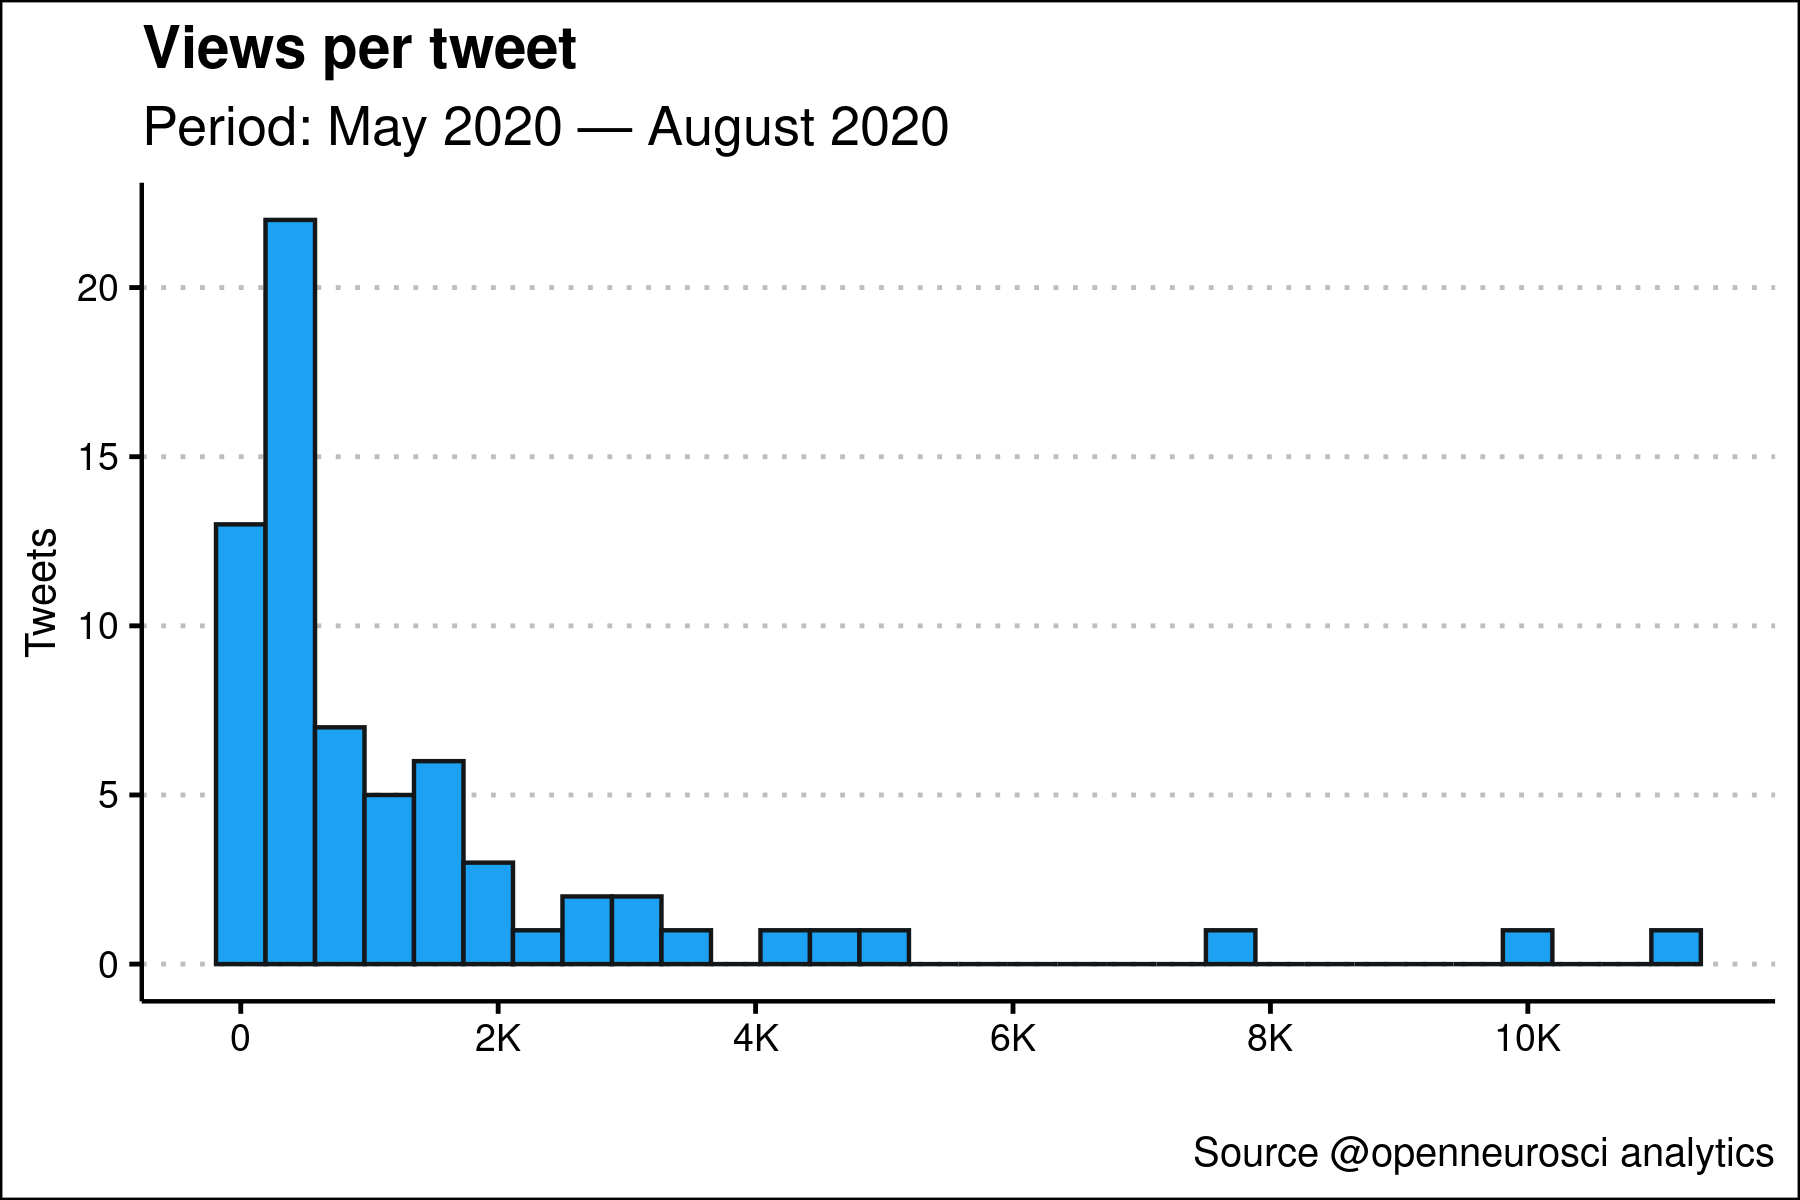 Views per tweet
Period: May 2020 — August 2020
Tweets
20
15
10
5
0
0 2K 4K 6K 8K 10K
Source @openneurosci analytics